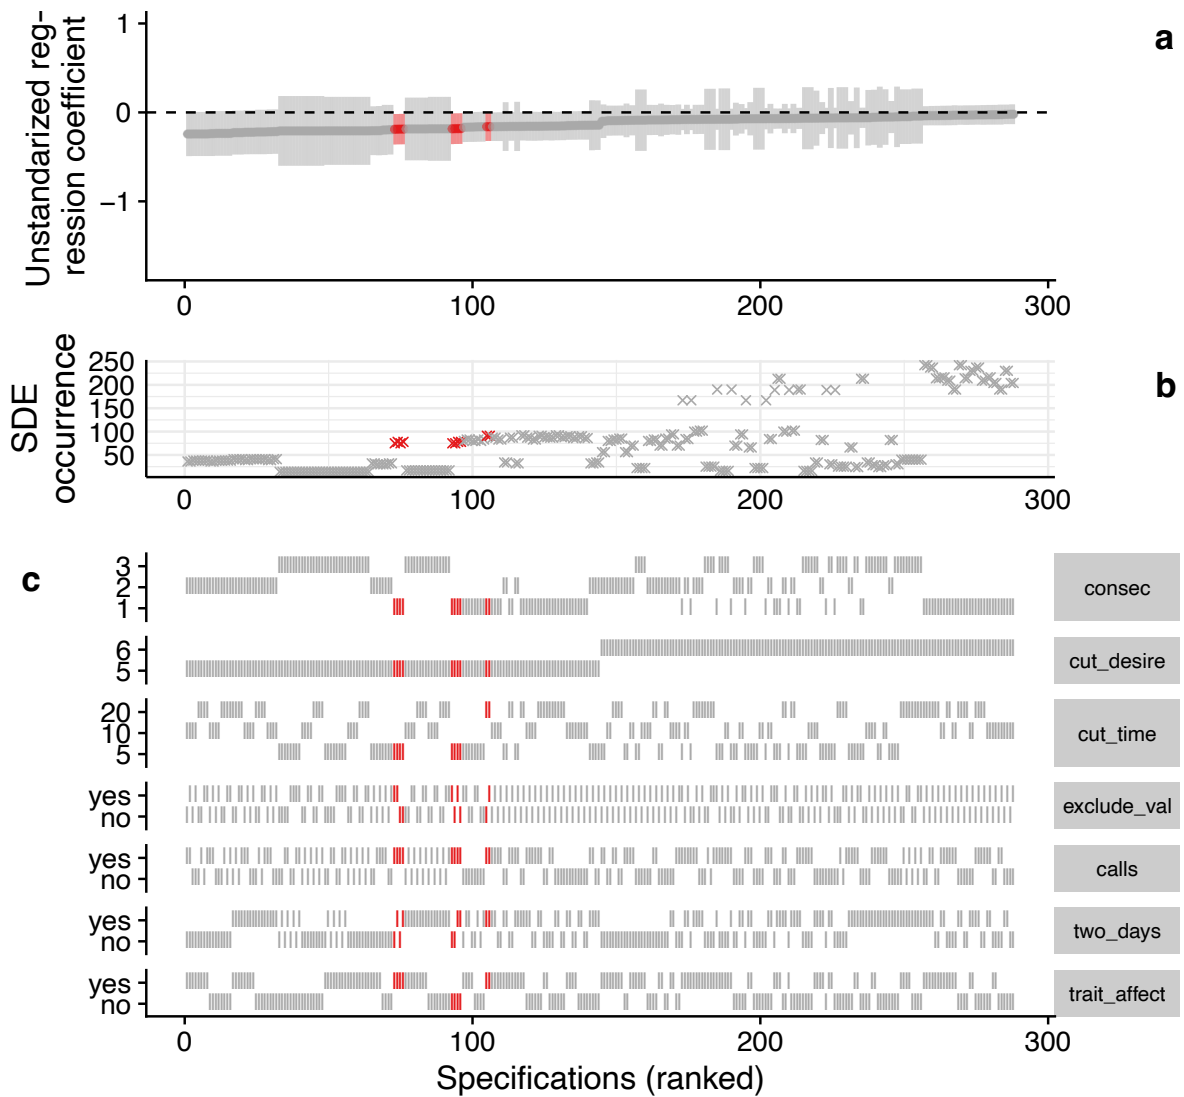 Unstandarized reg-
ression coefficient
1
0
−1
a
0
100
200
300
SDE
occurrence
250
200
150
100
50
b
0
100
200
300
c
3
2
1
consec
6
5
cut_desire
20
10
5
cut_time
yes
no
exclude_val
yes
no
calls
yes
no
two_days
yes
no
trait_affect
0
100
200
300
Specifications (ranked)